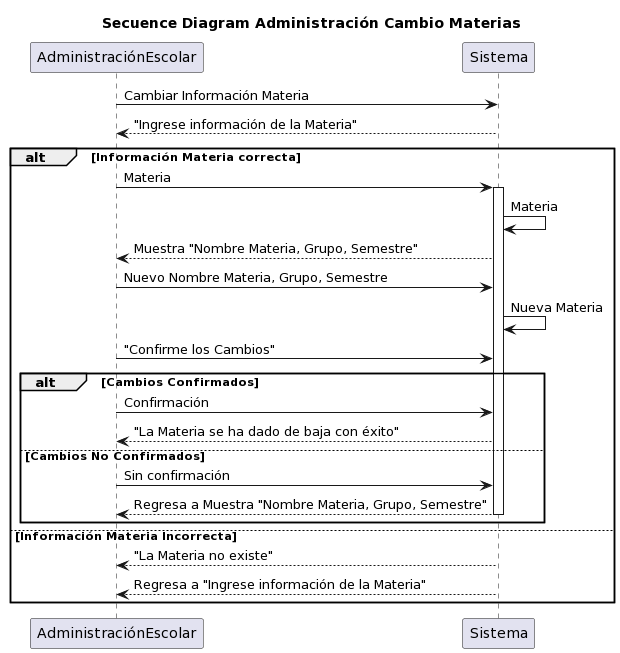 Secuence Diagram Administración Cambio Materias
AdministraciónEscolar
Sistema
Cambiar Información Materia
"Ingrese información de la Materia"
alt
[Información Materia correcta]
Materia
Materia
Muestra "Nombre Materia, Grupo, Semestre"
Nuevo Nombre Materia, Grupo, Semestre
Nueva Materia
"Confirme los Cambios"
alt
[Cambios Confirmados]
Confirmación
"La Materia se ha dado de baja con éxito"
[Cambios No Confirmados]
Sin confirmación
Regresa a Muestra "Nombre Materia, Grupo, Semestre"
[Información Materia Incorrecta]
"La Materia no existe"
Regresa a "Ingrese información de la Materia"
AdministraciónEscolar
Sistema